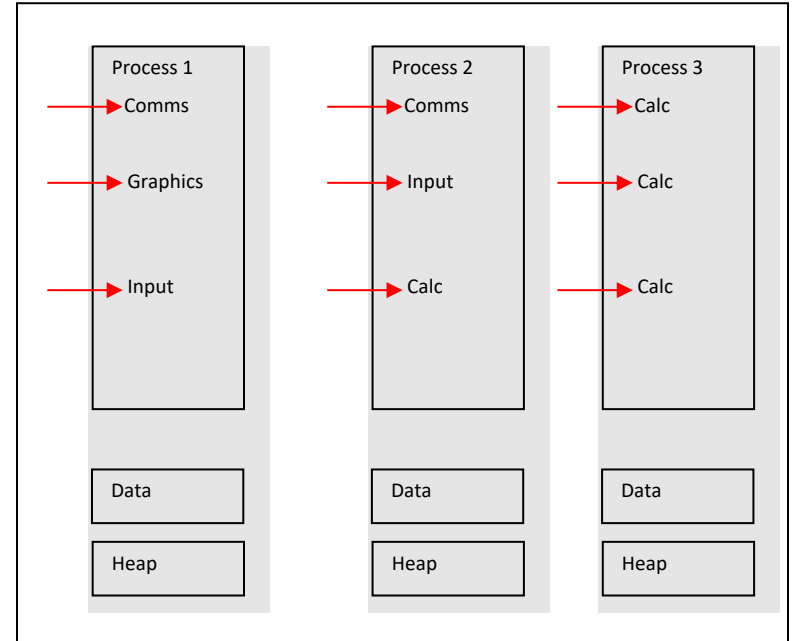 Process 1
Comms
Graphics
Input
Data
Heap
Process 2
Comms
Input
Calc
Data
Heap
Process 3
Calc
Calc
Calc
Data
Heap